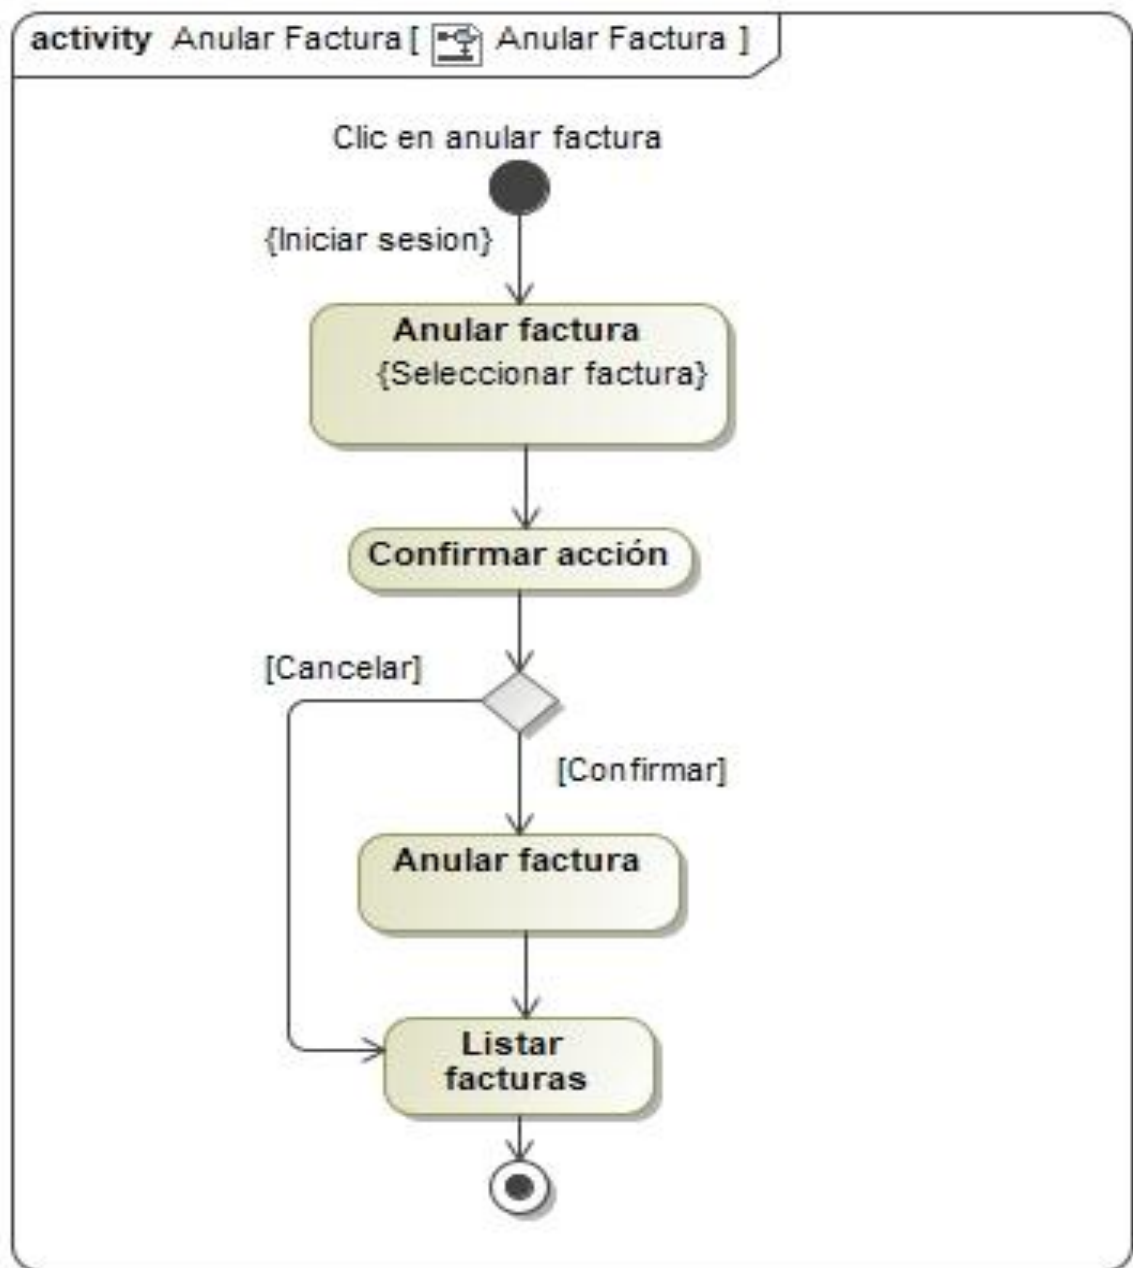 activity Anular Factura [ Anular Factura ]
Clic en anular factura
{Iniciar sesion}
Anular factura
{Seleccionar factura}
Confirmar acción
[Cancelar]
[Confirmar]
Anular factura
Listar
facturas